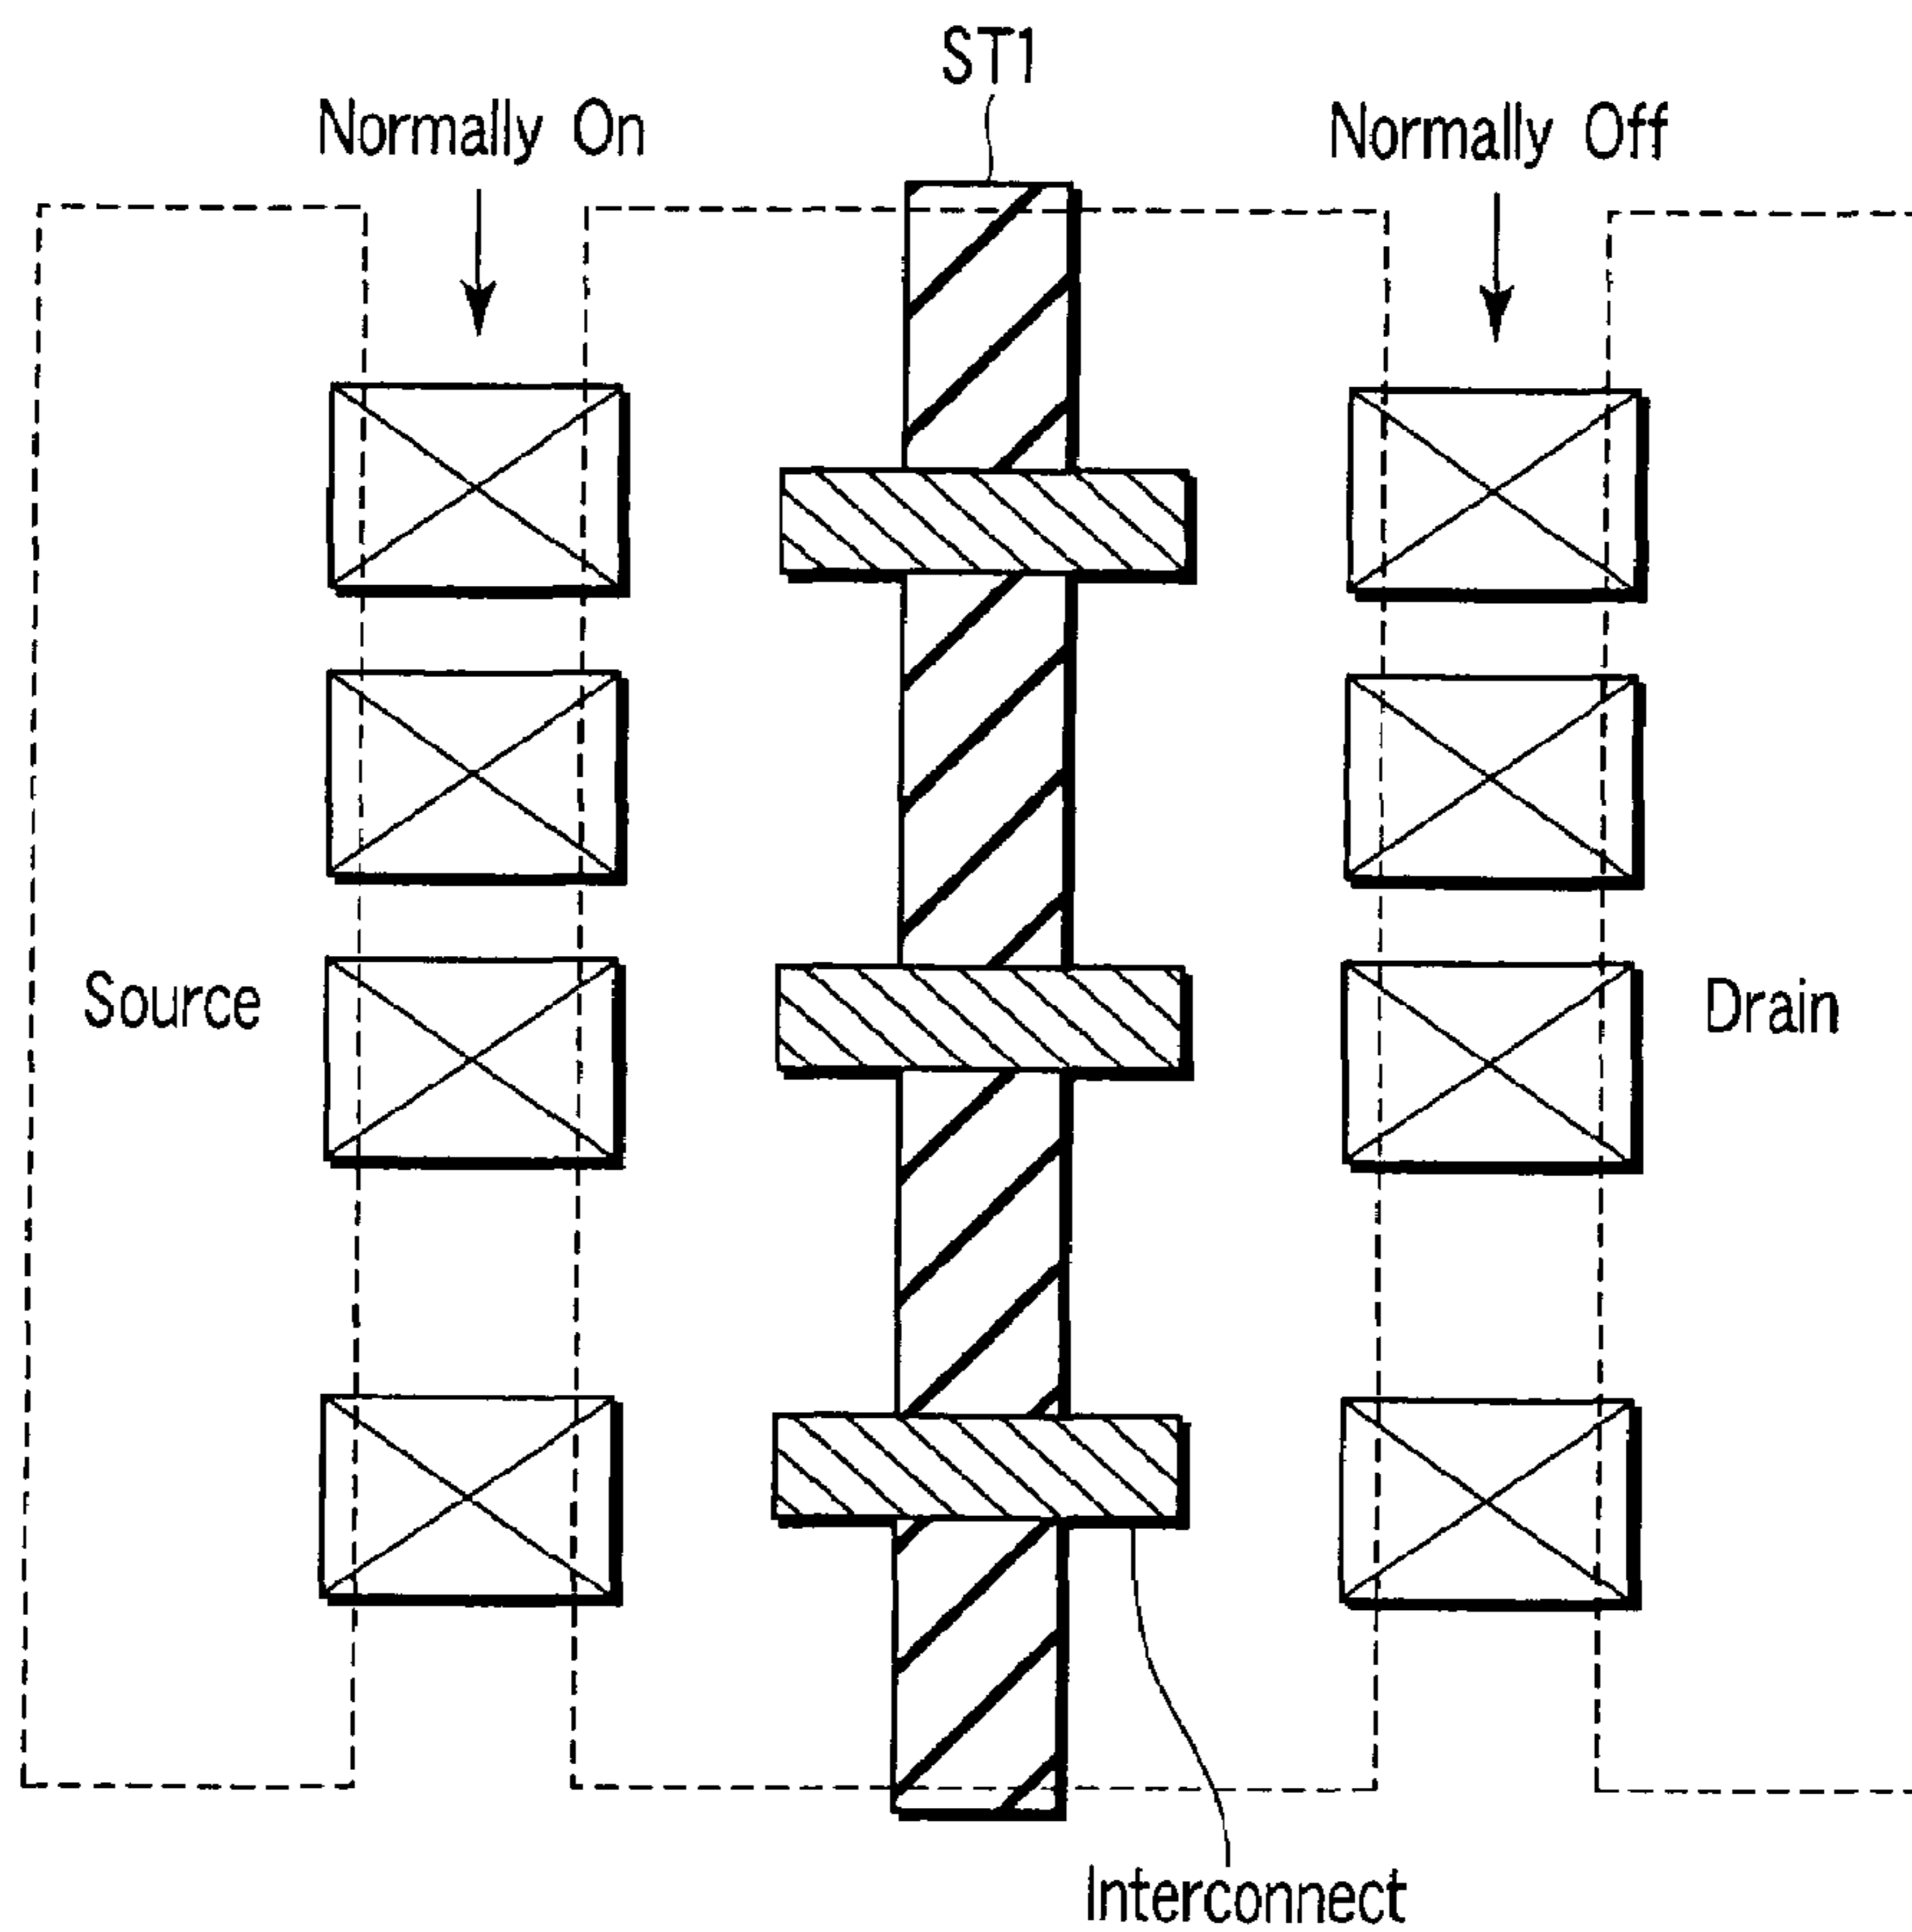 ST1
Normally On
Normally Off
Source
Drain
Interconnect